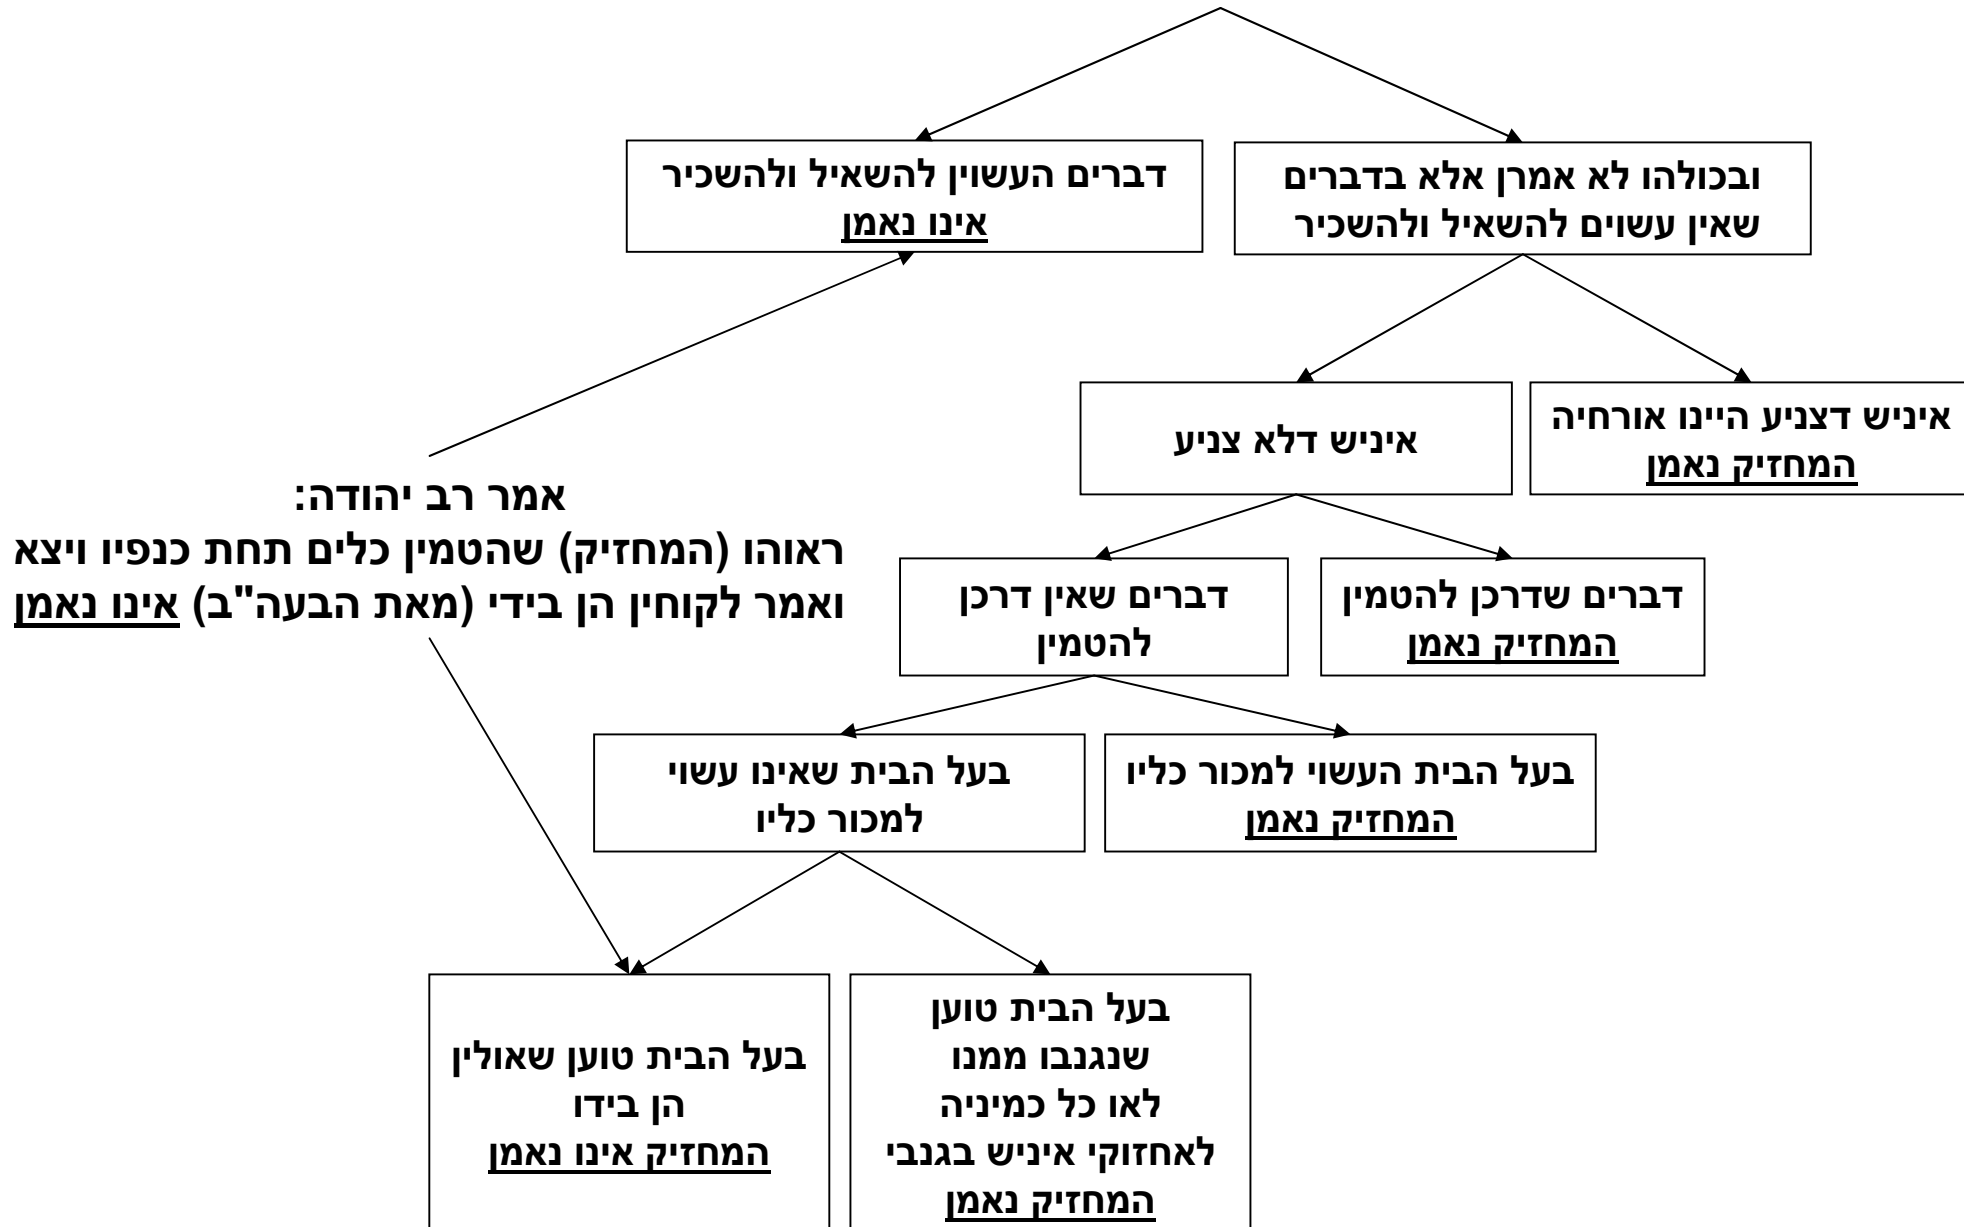 ובכולהו לא אמרן אלא בדברים
שאין עשוים להשאיל ולהשכיר
דברים העשוין להשאיל ולהשכיר
אינו נאמן
איניש דצניע היינו אורחיה
המחזיק נאמן
איניש דלא צניע
אמר רב יהודה:
ראוהו (המחזיק) שהטמין כלים תחת כנפיו ויצא
ואמר לקוחין הן בידי (מאת הבעה"ב) אינו נאמן
דברים שדרכן להטמין
המחזיק נאמן
דברים שאין דרכן
להטמין
בעל הבית העשוי למכור כליו
המחזיק נאמן
בעל הבית שאינו עשוי
למכור כליו
בעל הבית טוען
שנגנבו ממנו
לאו כל כמיניה
לאחזוקי איניש בגנבי
המחזיק נאמן
בעל הבית טוען שאולין
הן בידו
המחזיק אינו נאמן